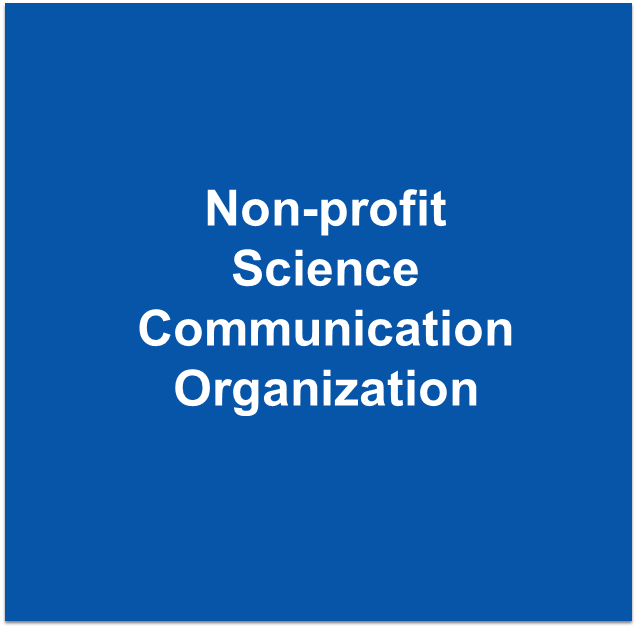 Non-profit
Science
Communication
Organization